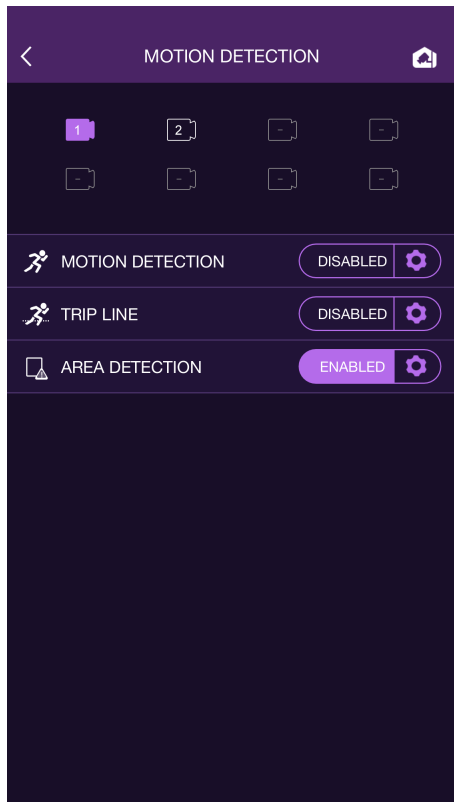 MOTION DETECTION
1 2 - -
- - - -
MOTION DETECTION DISABLED
TRIP LINE DISABLED
AREA DETECTION ENABLED